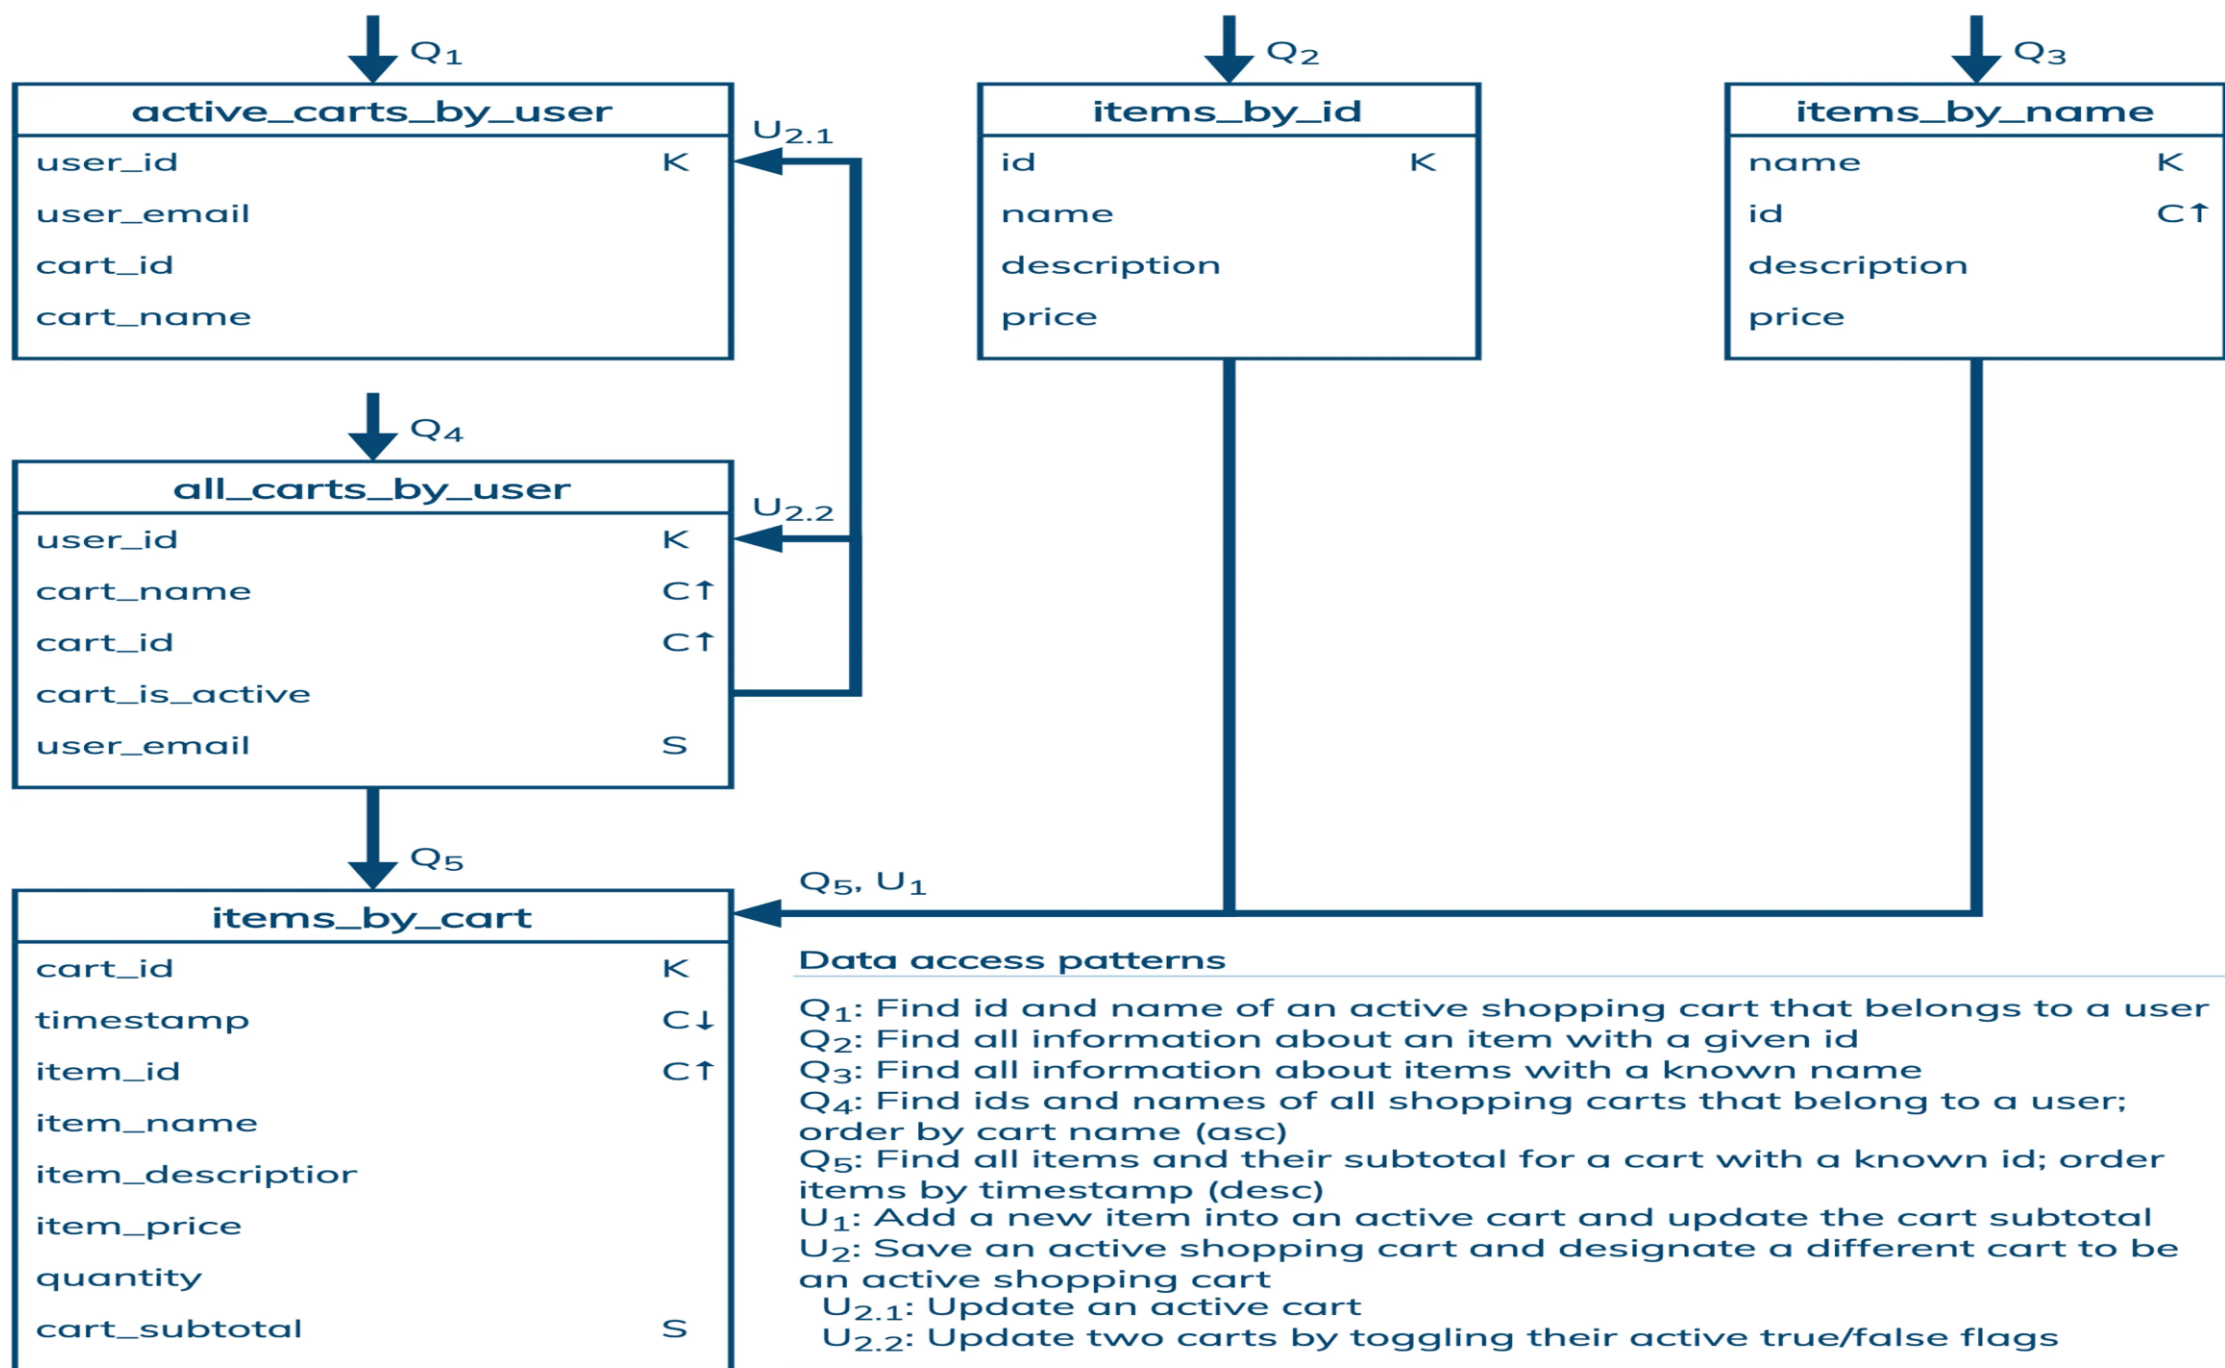 Q1
active_carts_by_user
user_id K
user_email
cart_id
cart_name
U2.1
Q2
items_by_id
id K
name
description
price
Q3
items_by_name
name K
id C↑
description
price
Q4
all_carts_by_user
user_id K
cart_name C↑
cart_id C↑
cart_is_active
user_email S
U2.2
Q5
items_by_cart
cart_id K
timestamp C↓
item_id C↑
item_name
item_descriptior
item_price
quantity
cart_subtotal S
Q5, U1
Data access patterns
Q1: Find id and name of an active shopping cart that belongs to a user
Q2: Find all information about an item with a given id
Q3: Find all information about items with a known name
Q4: Find ids and names of all shopping carts that belong to a user;
order by cart name (asc)
Q5: Find all items and their subtotal for a cart with a known id; order
items by timestamp (desc)
U1: Add a new item into an active cart and update the cart subtotal
U2: Save an active shopping cart and designate a different cart to be
an active shopping cart
U2.1: Update an active cart
U2.2: Update two carts by toggling their active true/false flags